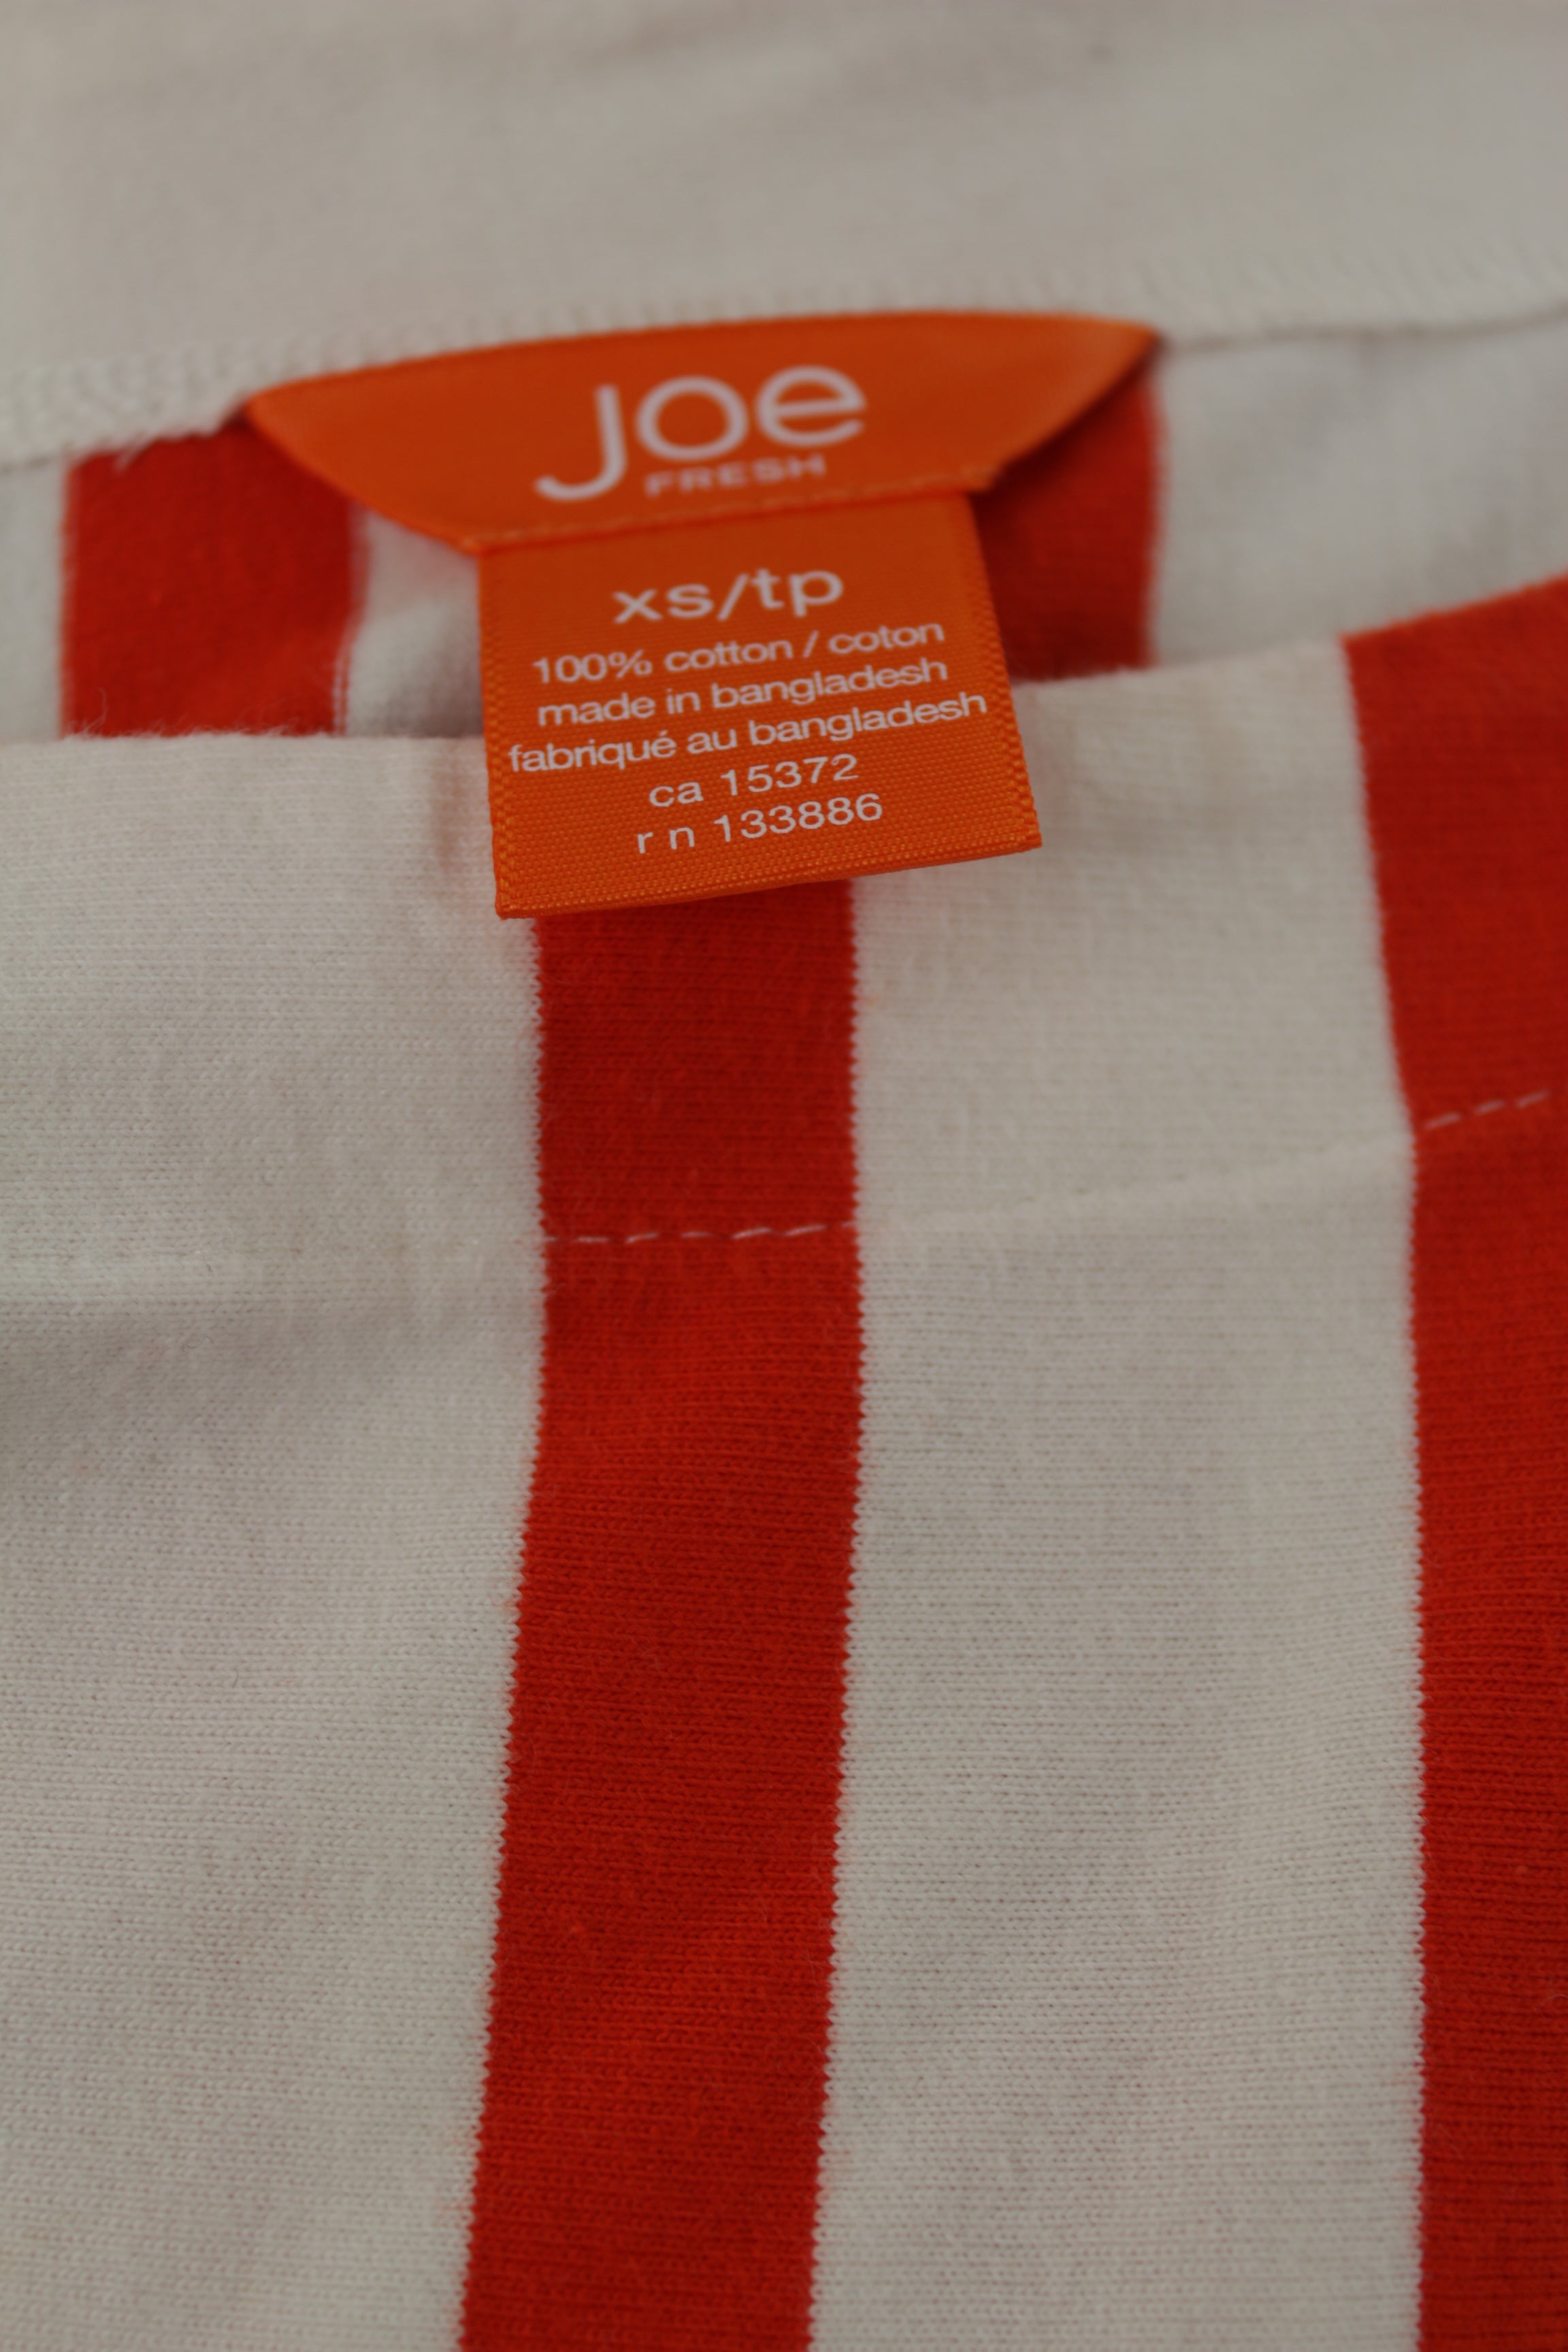 Joe
FRESH
xs/tp
100% cotton / coton
made in bangladesh
fabriqué au bangladesh
ca 15372
r n 133886